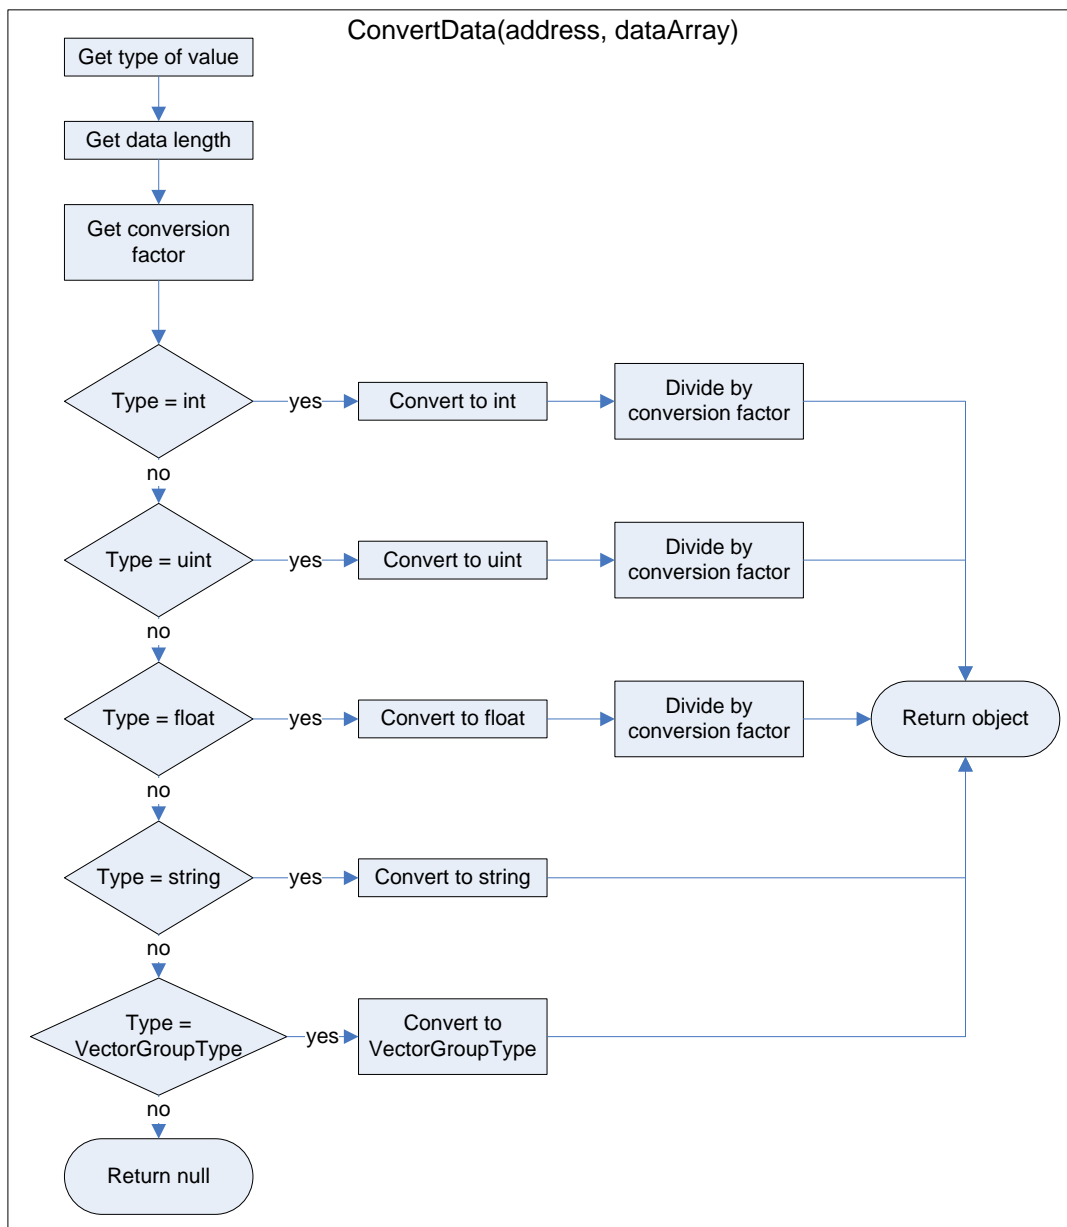 ConvertData(address, dataArray)
Get type of value
Get data length
Get conversion
factor
Type = int
yes
Convert to int
Divide by
conversion factor
no
Type = uint
yes
Convert to uint
Divide by
conversion factor
no
Type = float
yes
Convert to float
Divide by
conversion factor
Return object
no
Type = string
yes
Convert to string
no
Type =
VectorGroupType
yes
Convert to
VectorGroupType
no
Return null